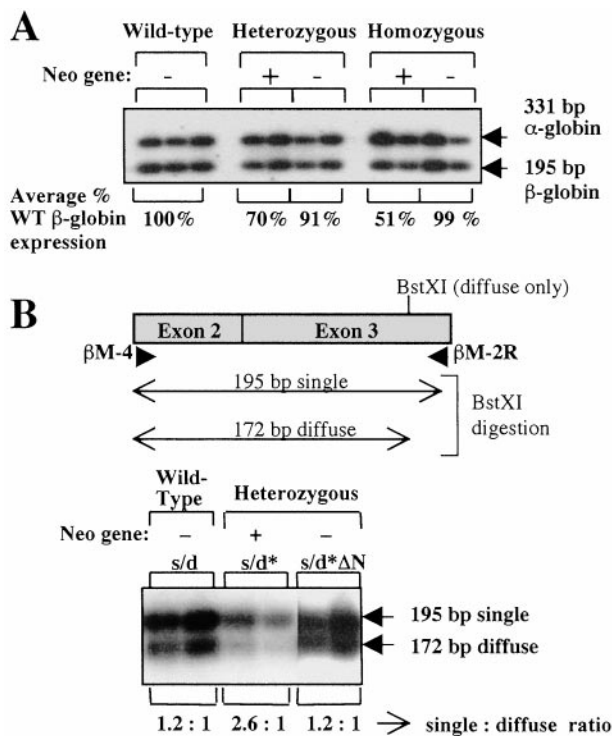 A
Wild-type Heterozygous Homozygous
Neo gene: - + - + -
331 bp
α-globin
195 bp
β-globin
Average %
WT β-globin
expression
100% 70% 91% 51% 99 %
BstXI (diffuse only)
B
Exon 2 Exon 3
βM-4 βM-2R
195 bp single
172 bp diffuse
BstXI
digestion
Wild-
Type
Heterozygous
Neo gene: - + -
s/d s/d* s/d*ΔN
195 bp single
172 bp diffuse
1.2 : 1 2.6 : 1 1.2 : 1 single : diffuse ratio